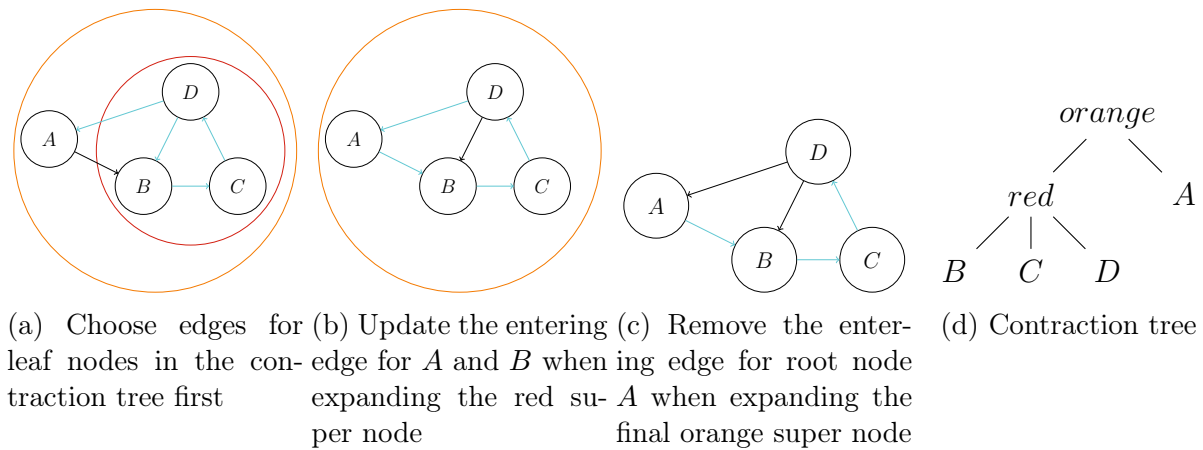 A
D
B
C
A
D
B
C
D
A
B
C
orange
red
A
B C D
(a) Choose edges for
leaf nodes in the con-
traction tree first
(b) Update the entering
edge for A and B when
expanding the red su-
per node
(c) Remove the enter-
ing edge for root node
A when expanding the
final orange super node
(d) Contraction tree